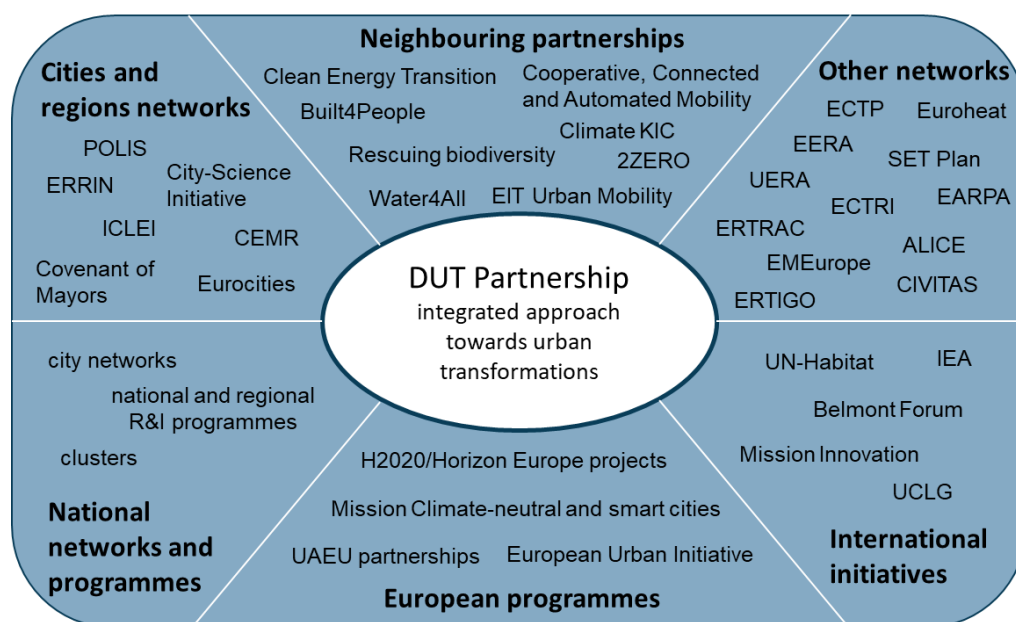 Neighbouring partnerships
Clean Energy Transition
Built4People
Cooperative, Connected
and Automated Mobility
Climate KIC
Rescuing biodiversity
2ZERO
Water4All
EIT Urban Mobility
Cities and
regions networks
POLIS
ERRIN
City-Science
Initiative
ICLEI
CEMR
Covenant of
Mayors
Eurocities
Other networks
ECTP
Euroheat
EERA
SET Plan
UERA
EARPA
ECTRI
ERTRAC
ALICE
EMEurope
CIVITAS
ERTIGO
DUT Partnership
integrated approach
towards urban
transformations
city networks
national and regional
R&I programmes
clusters
National
networks and
programmes
H2020/Horizon Europe projects
Mission Climate-neutral and smart cities
UAEU partnerships
European Urban Initiative
European programmes
UN-Habitat
IEA
Belmont Forum
Mission Innovation
UCLG
International
initiatives